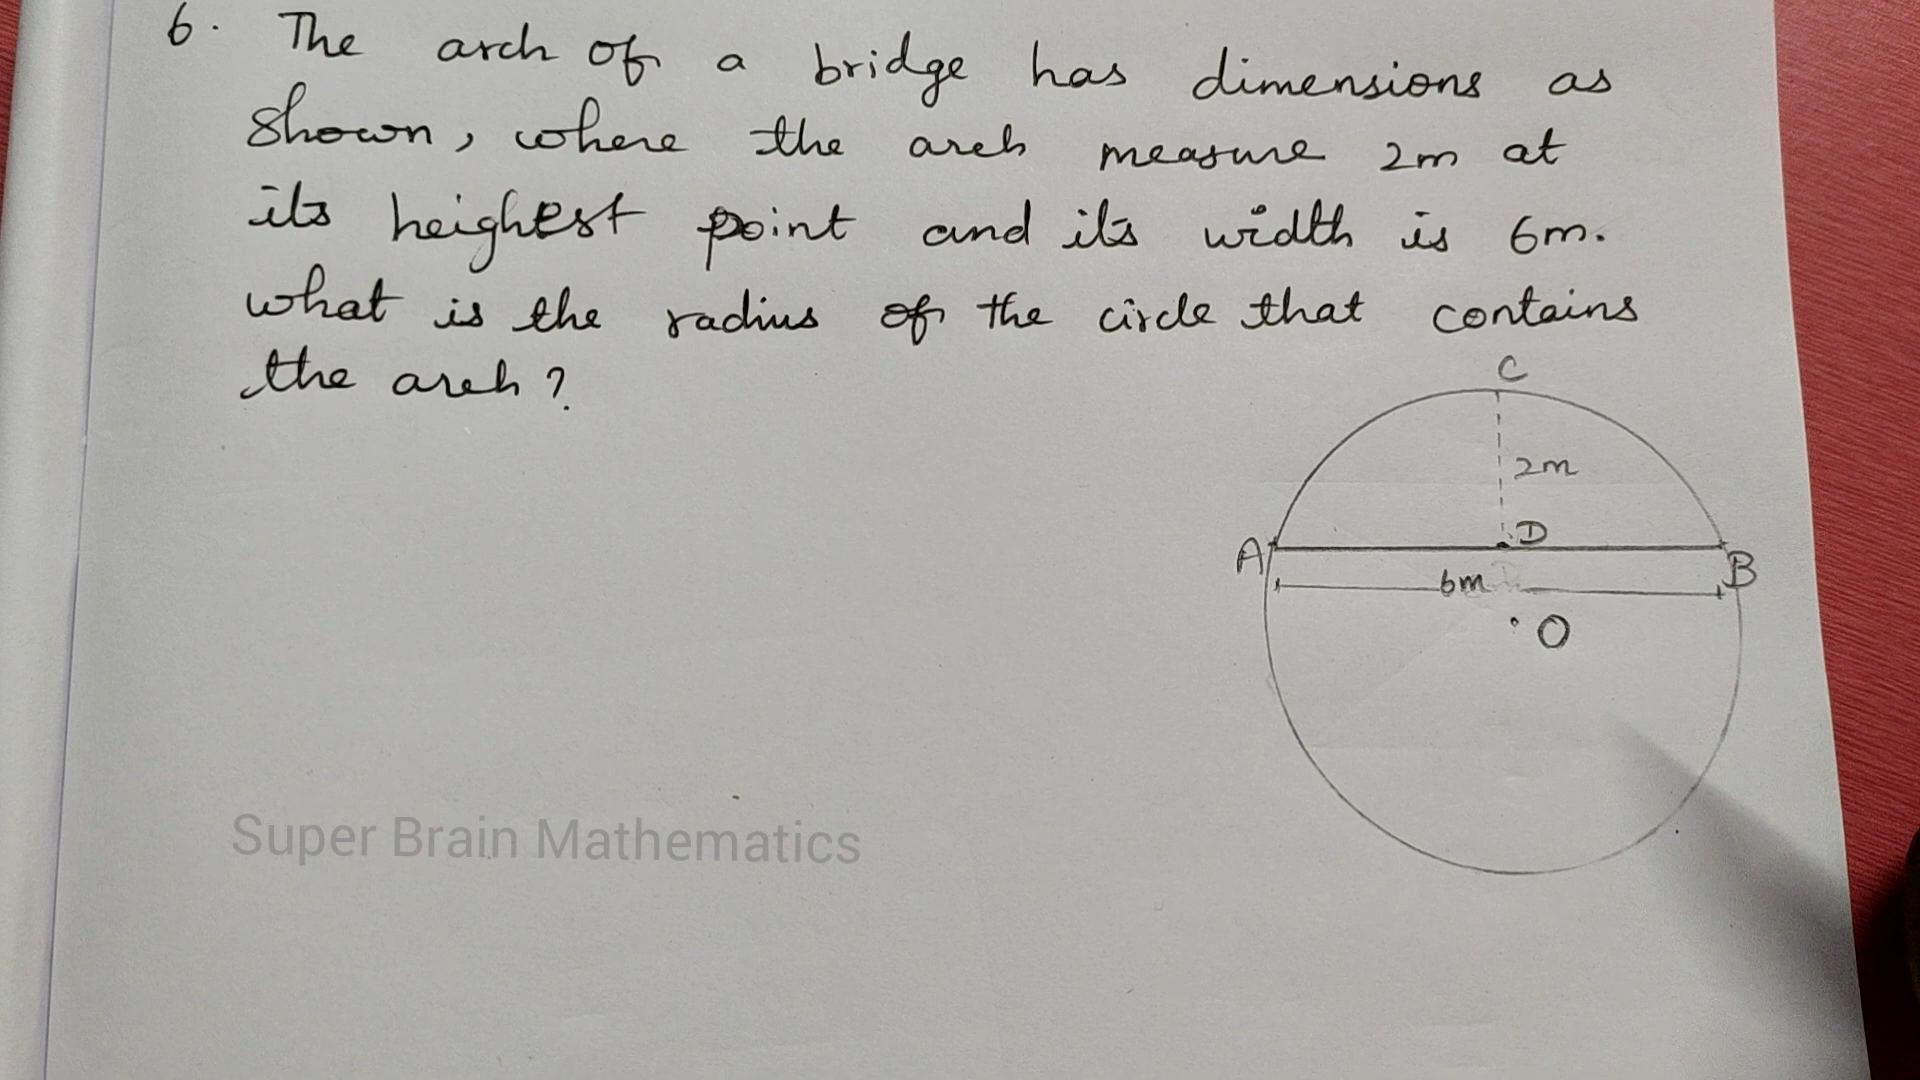 6. The arch of a bridge has dimensions as
shown, where the arch measure 2m at
its heighest point and its width is 6m.
what is the radius of the circle that contains
the arch?
C
2m
D
A
B
6m
O
Super Brain Mathematics